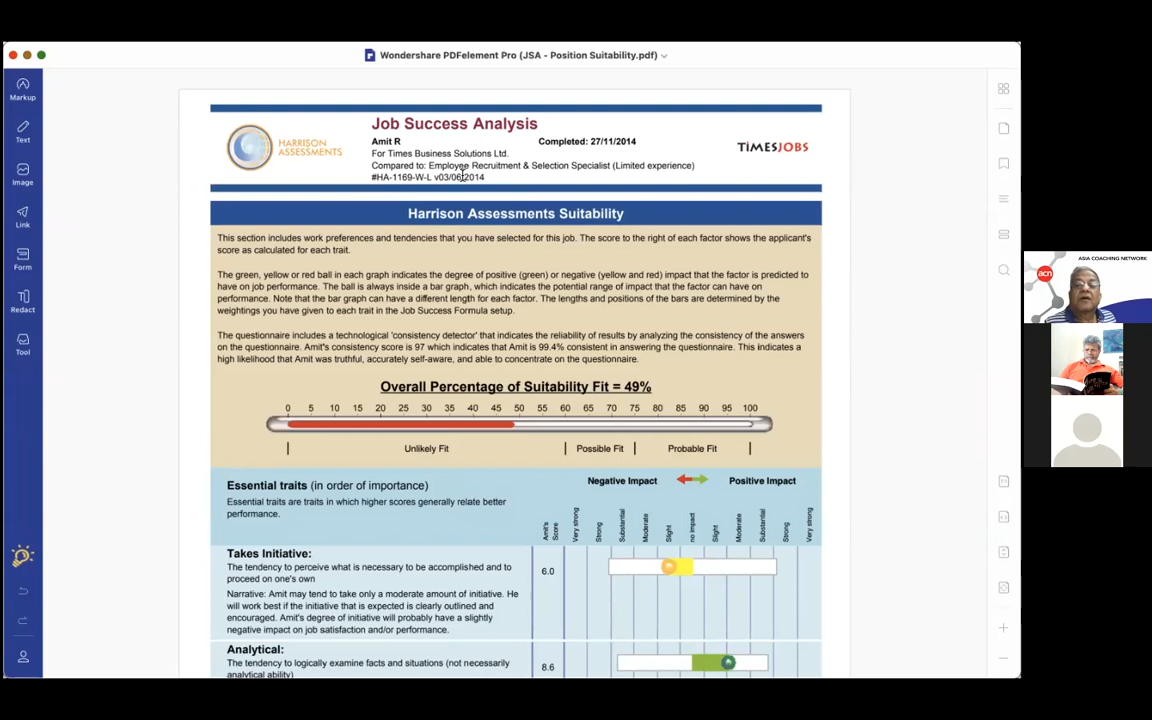 Wondershare PDFelement Pro (JSA - Position Suitability.pdf)
Markup
Text
Image
Link
Form
Redact
Tool
HARRISON
ASSESSMENTS
Job Success Analysis
Amit R
Completed: 27/11/2014
For Times Business Solutions Ltd.
Compared to: Employee Recruitment & Selection Specialist (Limited experience)
#HA-1169-W-L v03/06/2014
TIMESJOBS
Harrison Assessments Suitability
This section includes work preferences and tendencies that you have selected for this job. The score to the right of each factor shows the applicant's
score as calculated for each trait.
The green, yellow or red ball in each graph indicates the degree of positive (green) or negative (yellow and red) impact that the factor is predicted to
have on job performance. The ball is always inside a bar graph, which indicates the potential range of impact that the factor can have on
performance. Note that the bar graph can have a different length for each factor. The lengths and positions of the bars are determined by the
weightings you have given to each trait in the Job Success Formula setup.
The questionnaire includes a technological 'consistency detector' that indicates the reliability of results by analyzing the consistency of the answers
on the questionnaire. Amit's consistency score is 97 which indicates that Amit is 99.4% consistent in answering the questionnaire. This indicates a
high likelihood that Amit was truthful, accurately self-aware, and able to concentrate on the questionnaire.
Overall Percentage of Suitability Fit = 49%
0 5 10 15 20 25 30 35 40 45 50 55 60 65 70 75 80 85 90 95 100
Unlikely Fit Possible Fit Probable Fit
Essential traits (in order of importance)
Essential traits are traits in which higher scores generally relate better
performance.
Negative Impact Positive Impact
Amit's
Score
Very strong
Strong
Substantial
Moderate
Slight
no impact
Slight
Moderate
Substantial
Strong
Very strong
Takes Initiative:
The tendency to perceive what is necessary to be accomplished and to
proceed on one's own
6.0
Narrative: Amit may tend to take only a moderate amount of initiative. He
will work best if the initiative that is expected is clearly outlined and
encouraged. Amit's degree of initiative will probably have a slightly
negative impact on job satisfaction and/or performance.
Analytical:
The tendency to logically examine facts and situations (not necessarily
analytical ability)
8.6
ASIA COACHING NETWORK
acn